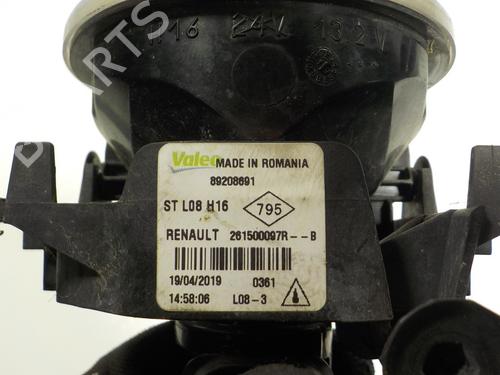 H16 24V 13.2V
Valeo MADE IN ROMANIA
89208691
ST L08 H16 795
RENAULT 261500097R--B
19/04/2019 0361
14:58:06 L08-3